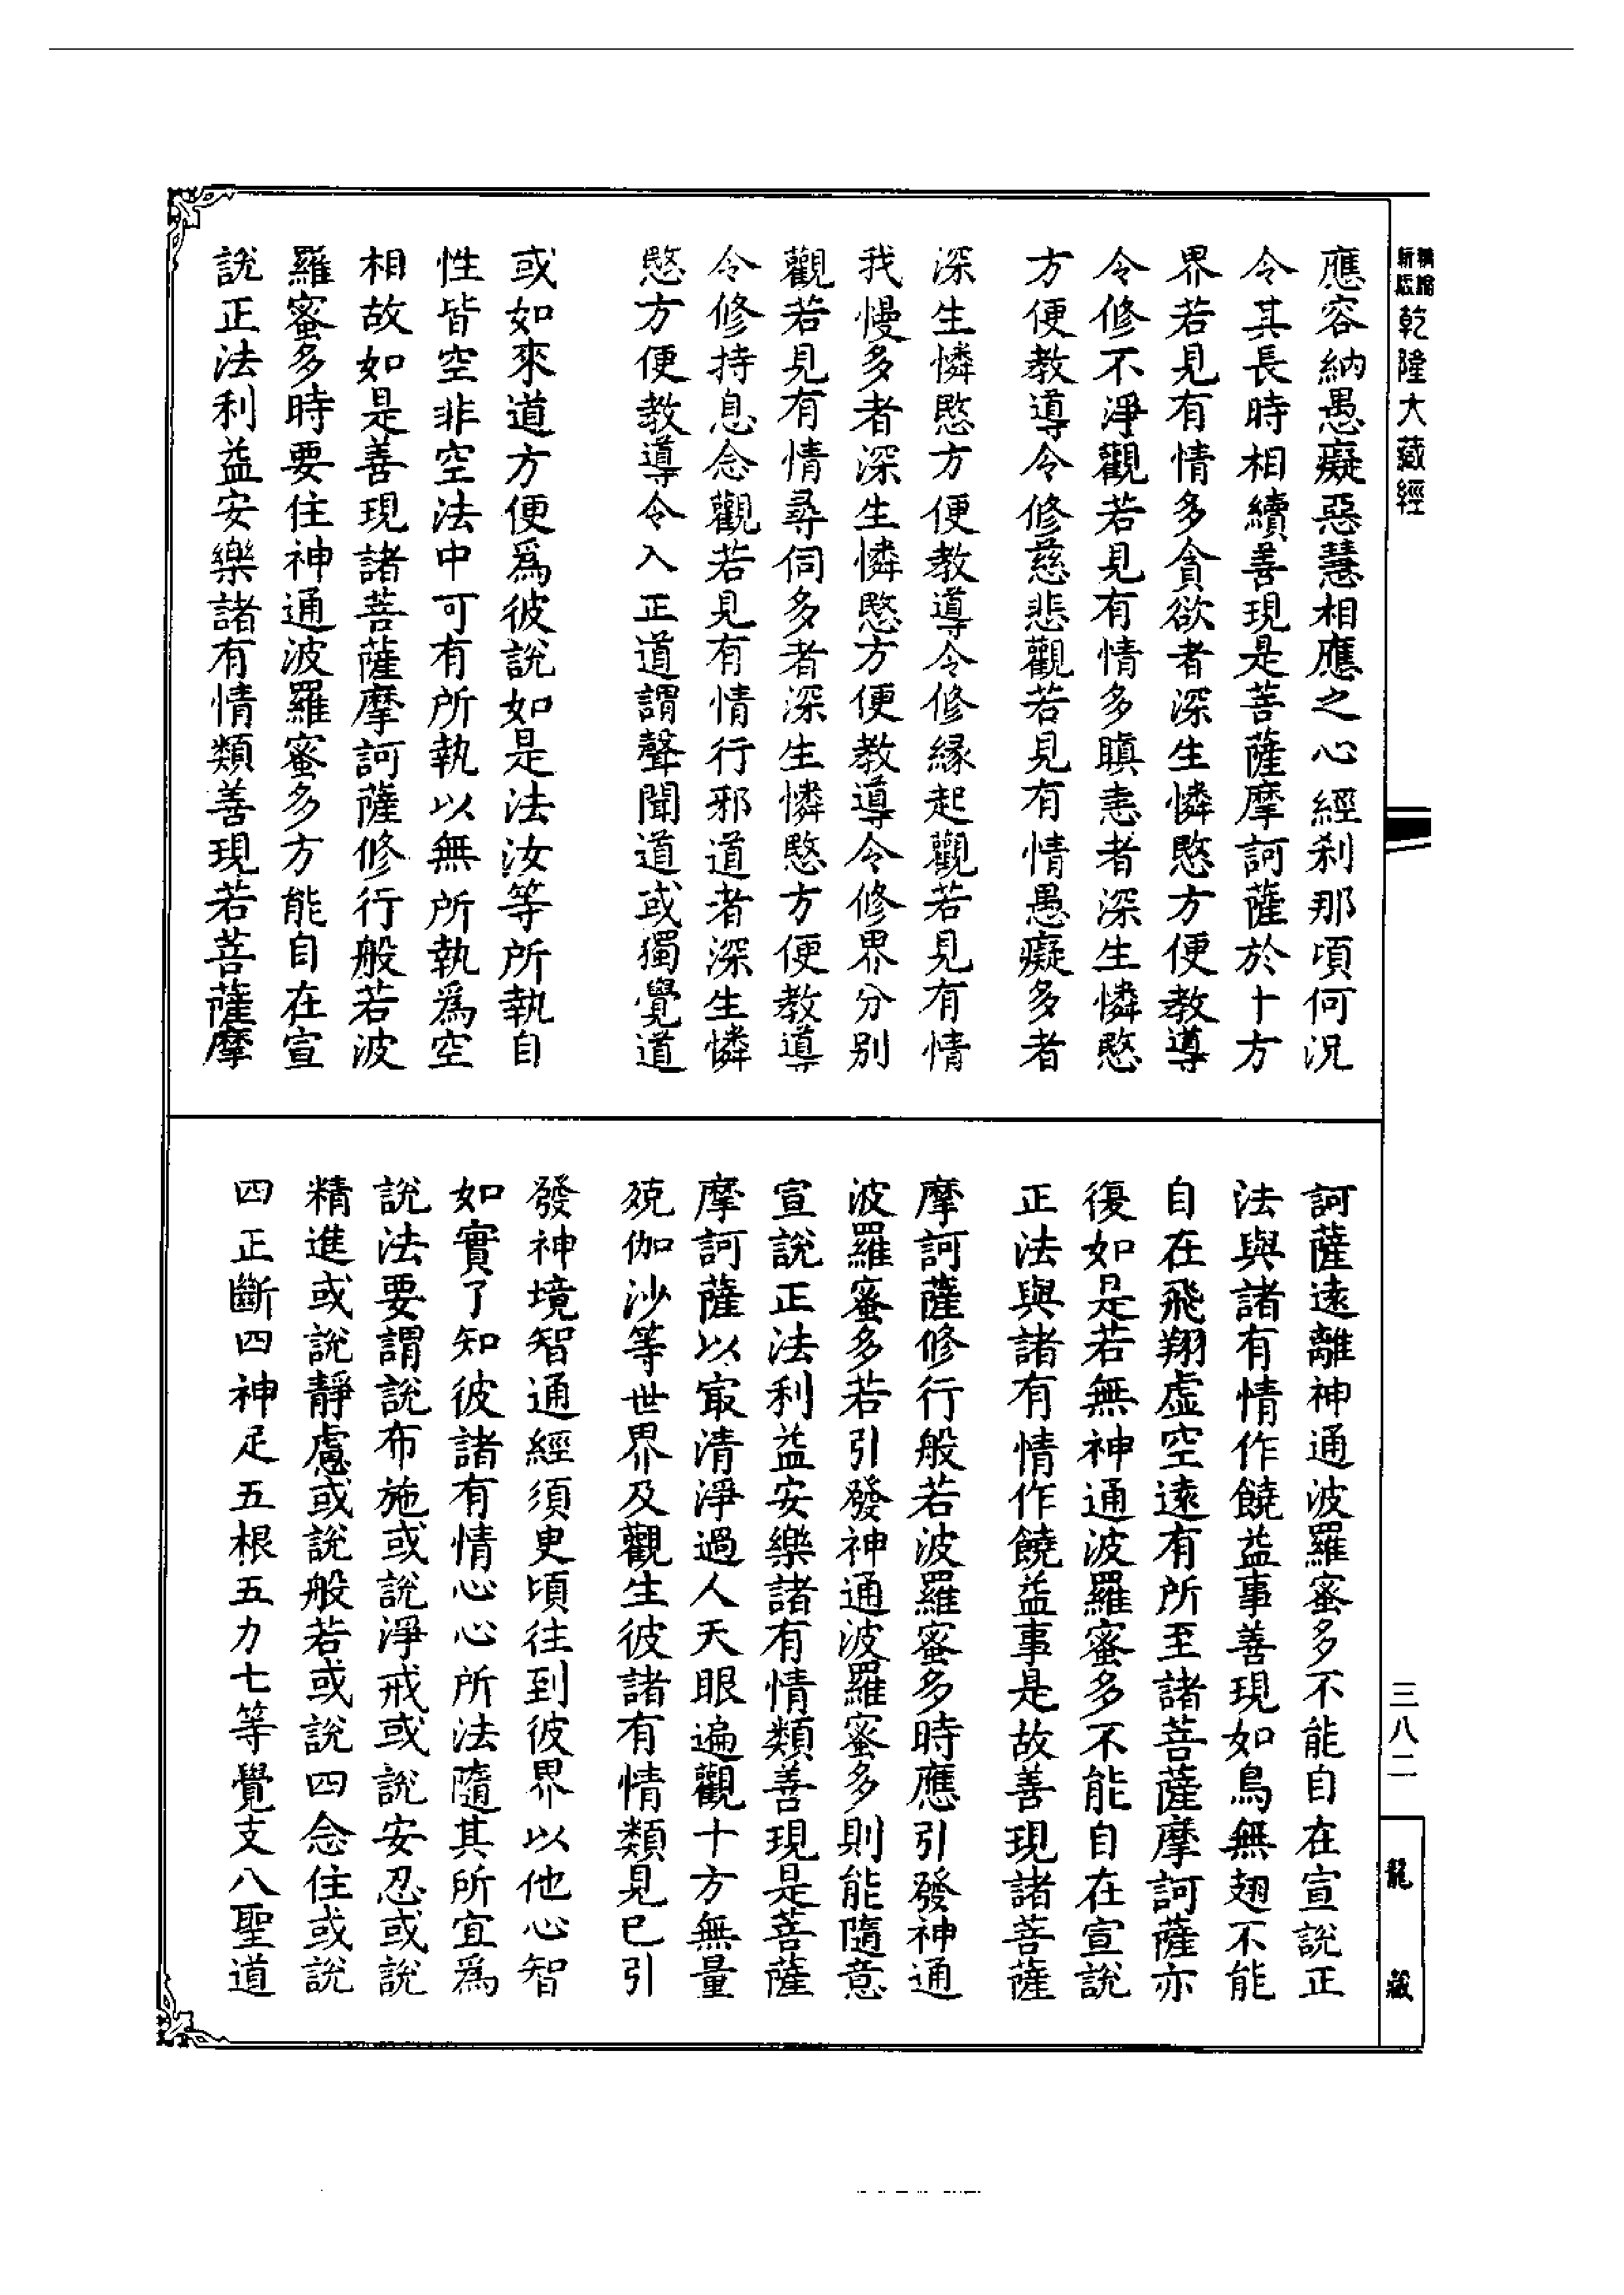 乾隆大藏經
應容納愚癡惡慧相應之心經刹那頃何況
令其長時相續善現是菩薩摩訶薩於十方
界若見有情多貪欲者深生憐愍方便教導
令修不淨觀若見有情多瞋恚者深生憐愍
方便教導令修慈悲觀若見有情愚癡多者
深生憐愍方便教導令修緣起觀若見有情
我慢多者深生憐愍方便教導令修界分別
觀若見有情尋伺多者深生憐愍方便教導
令修持息念觀若見有情行邪道者深生憐
愍方便教導令入正道謂聲聞道或獨覺道
或如來道方便爲彼說如是法汝等所執自
性皆空非空法中可有所執以無所執爲空
相故如是善現諸菩薩摩訶薩修行般若波
羅蜜多時要住神通波羅蜜多方能自在宣
說正法利益安樂諸有情類善現若菩薩摩
訶薩遠離神通波羅蜜多不能自在宣說正
法與諸有情作饒益事善現如鳥無翅不能
自在飛翔虛空遠有所至諸菩薩摩訶薩亦
復如是若無神通波羅蜜多不能自在宣說
正法與諸有情作饒益事是故善現諸菩薩
摩訶薩修行般若波羅蜜多時應引發神通
波羅蜜多若引發神通波羅蜜多則能隨意
宣說正法利益安樂諸有情類善現是菩薩
摩訶薩以㝡清淨過人天眼遍觀十方無量
殑伽沙等世界及觀生彼諸有情類見已引
發神境智通經須臾頃往到彼界以他心智
如實了知彼諸有情心心所法隨其所宜爲
說法要謂說布施或說淨戒或說安忍或說
精進或說靜慮或說般若或說四念住或說
四正斷四神足五根五力七等覺支八聖道
三八二
龍藏